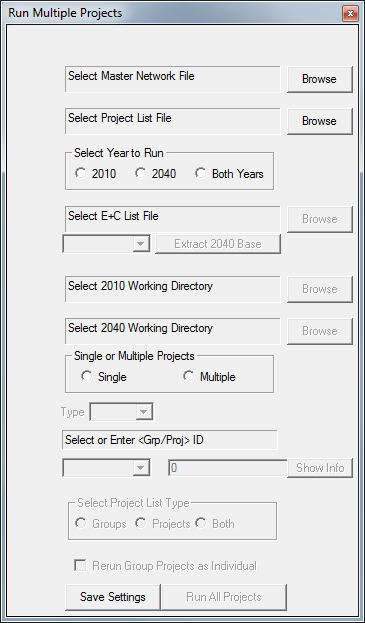 Run Multiple Projects
Select Master Network File
Browse
Select Project List File
Browse
Select Year to Run
2010 2040 Both Years
Select E+C List File
Browse
Extract 2040 Base
Select 2010 Working Directory
Browse
Select 2040 Working Directory
Browse
Single or Multiple Projects
Single Multiple
Type
Select or Enter <Grp/Proj> ID
0 Show Info
Select Project List Type
Groups Projects Both
Rerun Group Projects as Individual
Save Settings Run All Projects